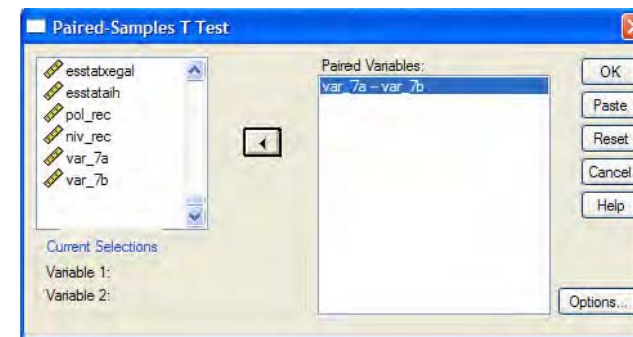 Paired-Samples T Test
esstatxegal
esstataih
pol_rec
niv_rec
var_7a
var_7b
Current Selections
Variable 1:
Variable 2:
Paired Variables:
var_7a -- var_7b
OK
Paste
Reset
Cancel
Help
Options...